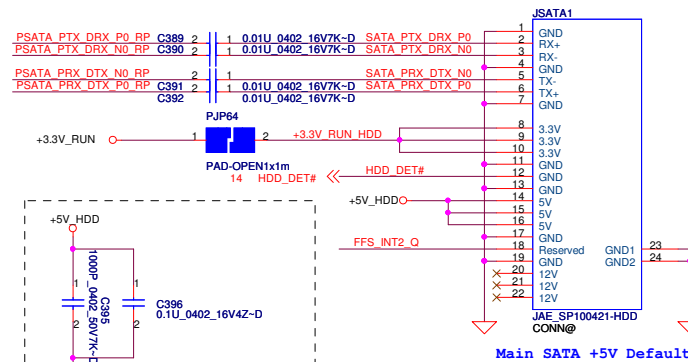 JSATA1
PSATA_PTX_DRX_P0_RP C389 2 1 0.01U_0402_16V7K~D SATA_PTX_DRX_P0
PSATA_PTX_DRX_N0_RP C390 2 1 0.01U_0402_16V7K~D SATA_PTX_DRX_N0
PSATA_PRX_DTX_N0_RP C391 2 1 0.01U_0402_16V7K~D SATA_PRX_DTX_N0
PSATA_PRX_DTX_P0_RP C392 2 1 0.01U_0402_16V7K~D SATA_PRX_DTX_P0
1 GND
2 RX+
3 RX-
4 GND
5 TX-
6 TX+
7 GND
PJP64
+3.3V_RUN 1 2 +3.3V_RUN_HDD
PAD-OPEN1x1m
8 3.3V
9 3.3V
10 3.3V
11 GND
14 HDD_DET# HDD_DET# 12 GND
13 GND
+5V_HDD 14 5V
15 5V
16 5V
17 GND
FFS_INT2_Q 18 Reserved GND1 23
19 GND GND2 24
20 12V
21 12V
22 12V
JAE_SP100421-HDD
CONN@
+5V_HDD
1 1
1000P_0402_50V7K~D
C395
C396
0.1U_0402_16V4Z~D
2 2
Main SATA +5V Default